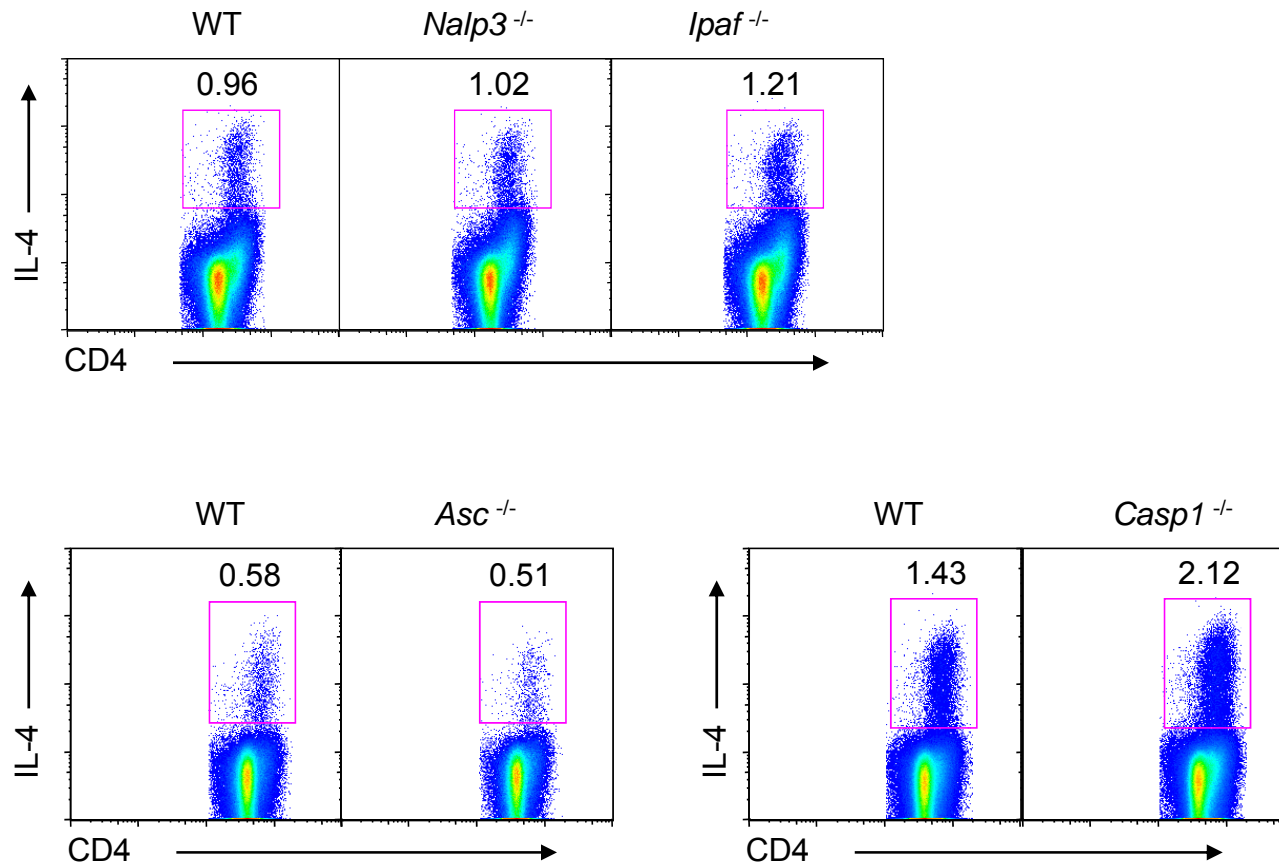 WT Nalp3 -/- Ipaf -/-
0.96 1.02 1.21
IL-4
CD4
WT Asc -/- WT Casp1 -/-
0.58 0.51 1.43 2.12
IL-4 IL-4
CD4 CD4